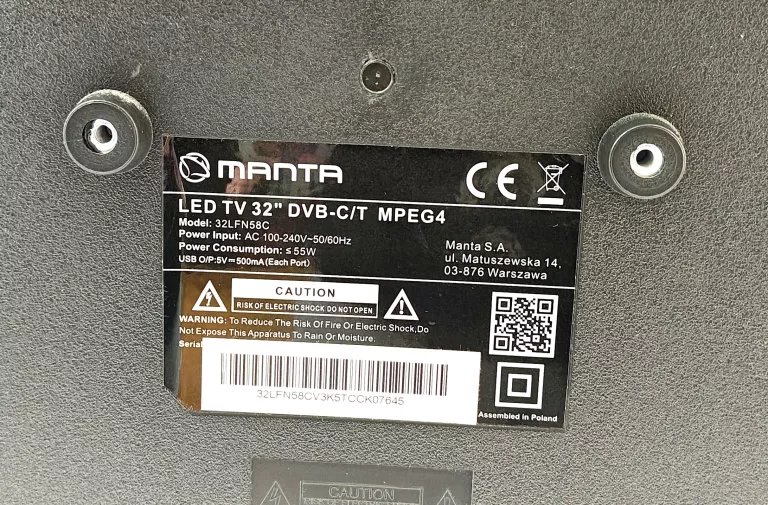 MANTA
LED TV 32" DVB-C/T MPEG4
Model: 32LFN58C
Power Input: AC 100-240V~50/60Hz
Power Consumption: ≤ 55W
USB O/P:5V⎓500mA(Each Port)
Manta S.A.
ul. Matuszewska 14,
03-876 Warszawa
CAUTION
RISK OF ELECTRIC SHOCK DO NOT OPEN
WARNING: To Reduce The Risk Of Fire Or Electric Shock,Do
Not Expose This Apparatus To Rain Or Moisture.
Serial
32LFN58CV3K5TCCK07645
Assembled in Poland
CAUTION